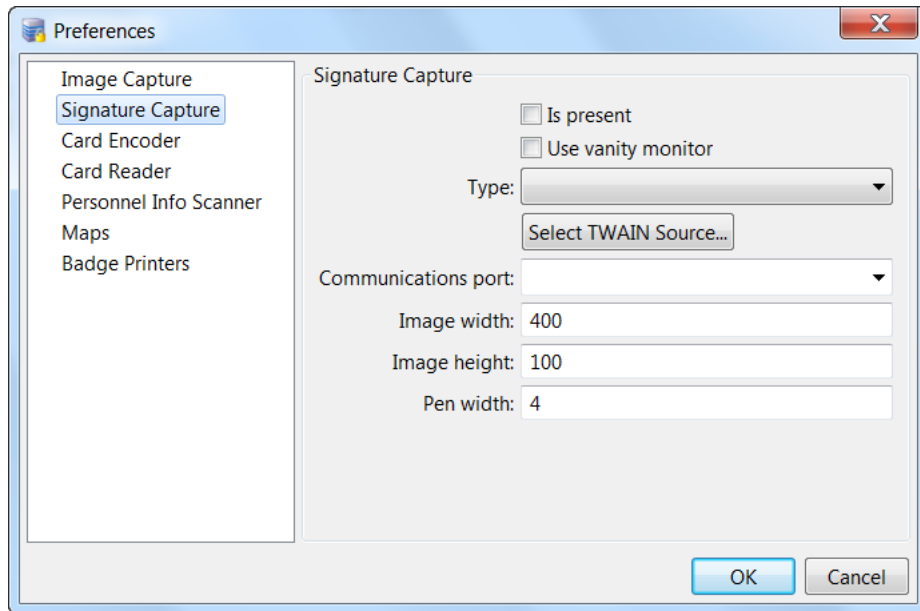 Preferences
Image Capture
Signature Capture
Card Encoder
Card Reader
Personnel Info Scanner
Maps
Badge Printers
Signature Capture
Is present
Use vanity monitor
Type:
Select TWAIN Source...
Communications port:
Image width: 400
Image height: 100
Pen width: 4
OK Cancel